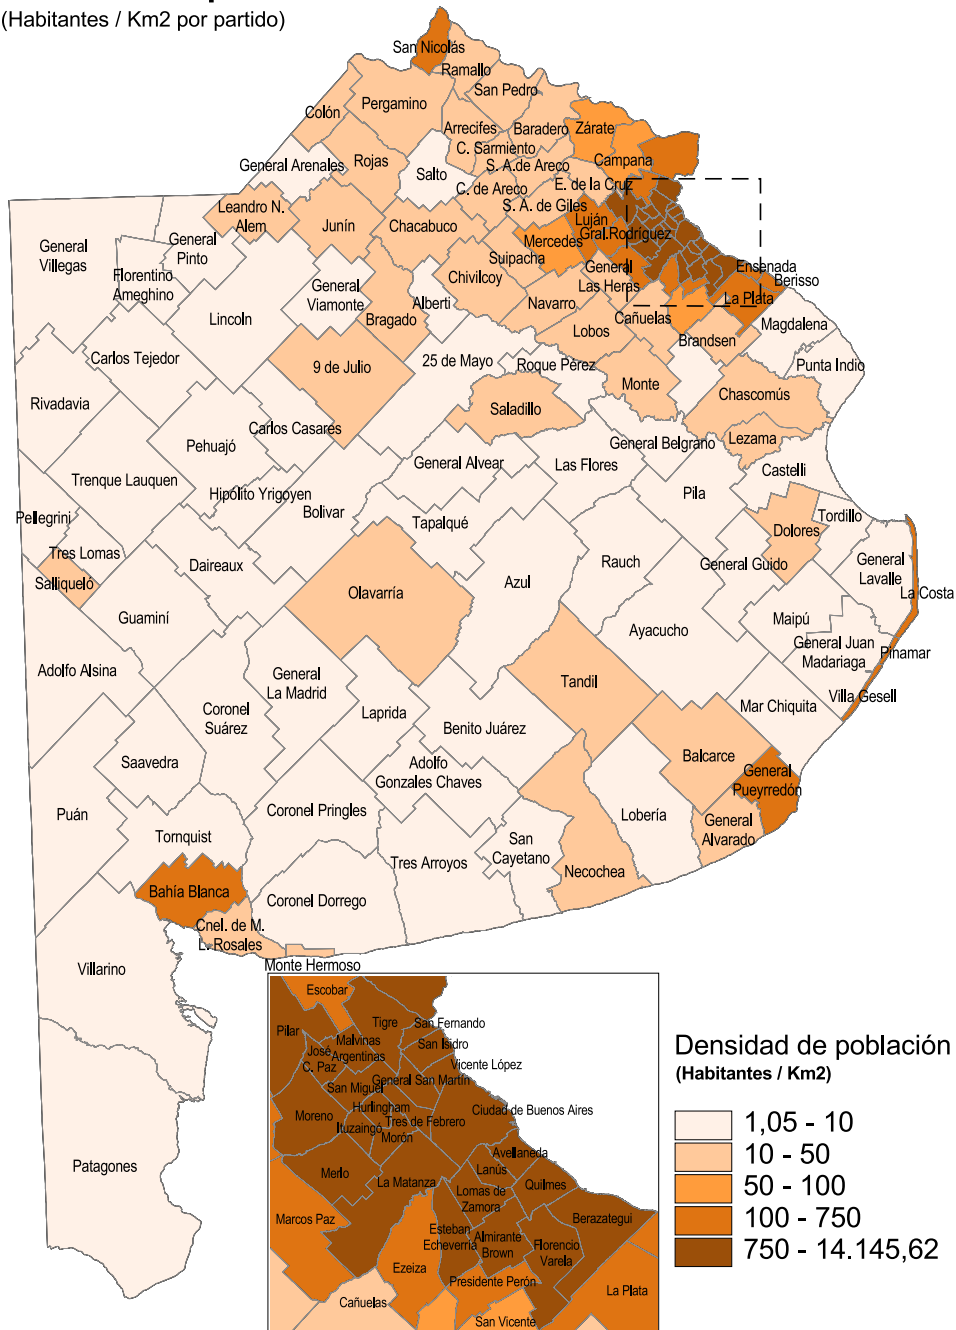 (Habitantes / Km2 por partido)
San Nicolás
Ramallo
San Pedro
Pergamino
Colón
Arrecifes
Baradero
Zárate
C. Sarmiento
General Arenales
Rojas
Salto
S. A.de Areco
Campana
C. de Areco
E. de la Cruz
S. A. de Giles
Leandro N.
Alem
Junín
Chacabuco
Luján
Gral.Rodríguez
Mercedes
General
Villegas
General
Pinto
Suipacha
Florentino
Ameghino
General
Viamonte
Chivilcoy
General
Las Heras
Ensenada
Berisso
La Plata
Alberti
Navarro
Lincoln
Bragado
Cañuelas
Magdalena
Lobos
Brandsen
Carlos Tejedor
9 de Julio
25 de Mayo
Roque Pérez
Punta Indio
Monte
Chascomús
Rivadavia
Saladillo
Carlos Casares
Pehuajó
General Belgrano
Lezama
General Alvear
Las Flores
Castelli
Trenque Lauquen
Hipólito Yrigoyen
Bolivar
Pila
Pellegrini
Tapalqué
Tordillo
Dolores
Tres Lomas
Daireaux
Rauch
General Guido
General
Lavalle
Salliqueló
Olavarría
Azul
La Costa
Guaminí
Maipú
Ayacucho
General Juan
Madariaga
Pinamar
Adolfo Alsina
General
La Madrid
Tandil
Villa Gesell
Coronel
Suárez
Laprida
Mar Chiquita
Benito Juárez
Saavedra
Adolfo
Gonzales Chaves
Balcarce
General
Pueyrredón
Puán
Coronel Pringles
Lobería
General
Alvarado
Tornquist
San
Cayetano
Tres Arroyos
Necochea
Bahía Blanca
Coronel Dorrego
Cnel. de M.
L. Rosales
Villarino
Monte Hermoso
Patagones
Escobar
Tigre
San Fernando
Pilar
Malvinas
Argentinas
San Isidro
José
C. Paz
Vicente López
San Miguel
General San Martín
Hurlingham
Ciudad de Buenos Aires
Moreno
Ituzaingó
Tres de Febrero
Morón
Avellaneda
Merlo
La Matanza
Lanús
Quilmes
Lomas de
Zamora
Marcos Paz
Berazategui
Esteban
Echeverría
Almirante
Brown
Florencio
Varela
Ezeiza
Presidente Perón
La Plata
Cañuelas
San Vicente
Densidad de población
(Habitantes / Km2)
1,05 - 10
10 - 50
50 - 100
100 - 750
750 - 14.145,62